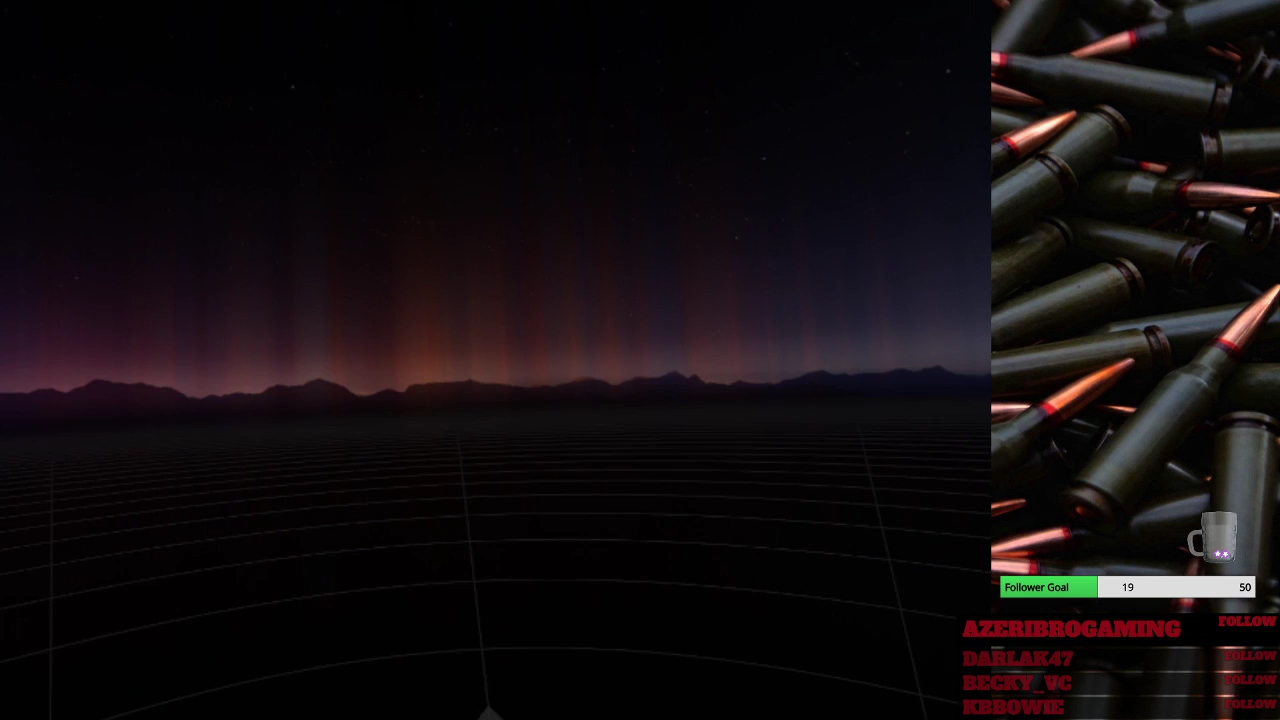 Follower Goal 19 50
AZERIBROGAMING FOLLOW
DARLAK47 FOLLOW
BECKY_VC FOLLOW
KBBOWIE FOLLOW